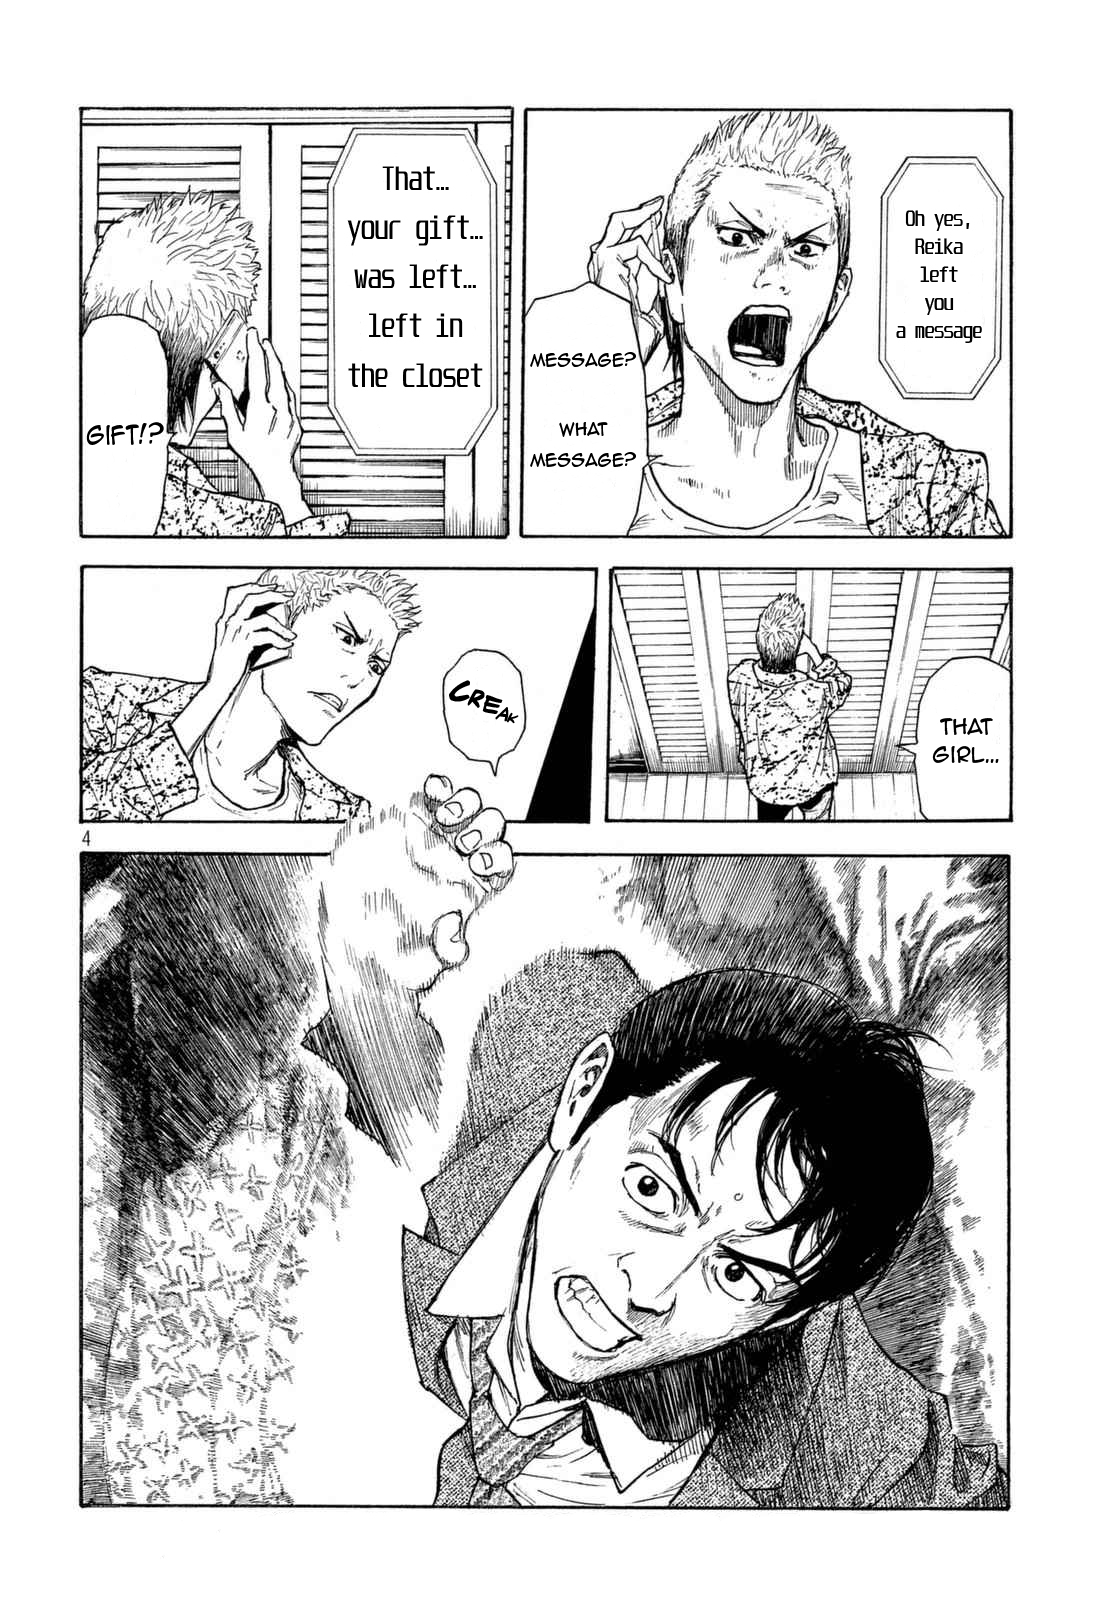 Oh yes,
Reika
left
you
a message
MESSAGE?
WHAT
MESSAGE?
That...
your gift...
was left...
left in
the closet
GIFT!?
THAT
GIRL...
CREAK
4